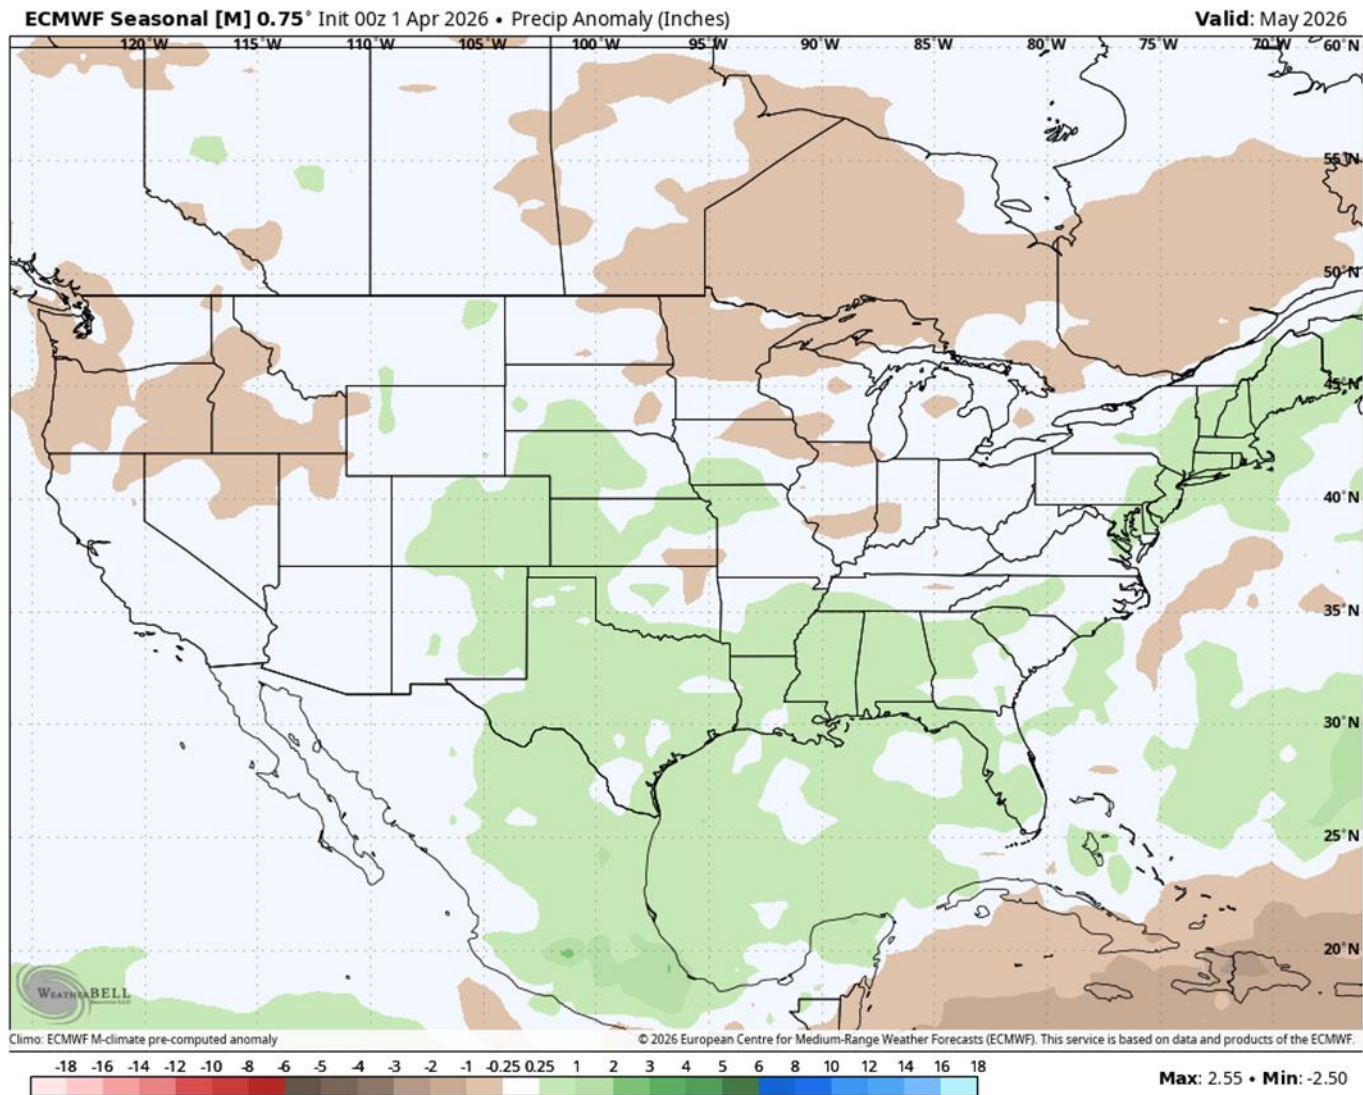 ECMWF Seasonal [M] 0.75° Init 00z 1 Apr 2026 • Precip Anomaly (Inches) Valid: May 2026
120°W 115°W 110°W 105°W 100°W 95°W 90°W 85°W 80°W 75°W 70°W 60°N
55°N
50°N
45°N
40°N
35°N
30°N
25°N
20°N
WEATHERBELL
Climo: ECMWF M-climate pre-computed anomaly © 2026 European Centre for Medium-Range Weather Forecasts (ECMWF). This service is based on data and products of the ECMWF.
-18 -16 -14 -12 -10 -8 -6 -5 -4 -3 -2 -1 -0.25 0.25 1 2 3 4 5 6 8 10 12 14 16 18
Max: 2.55 • Min: -2.50